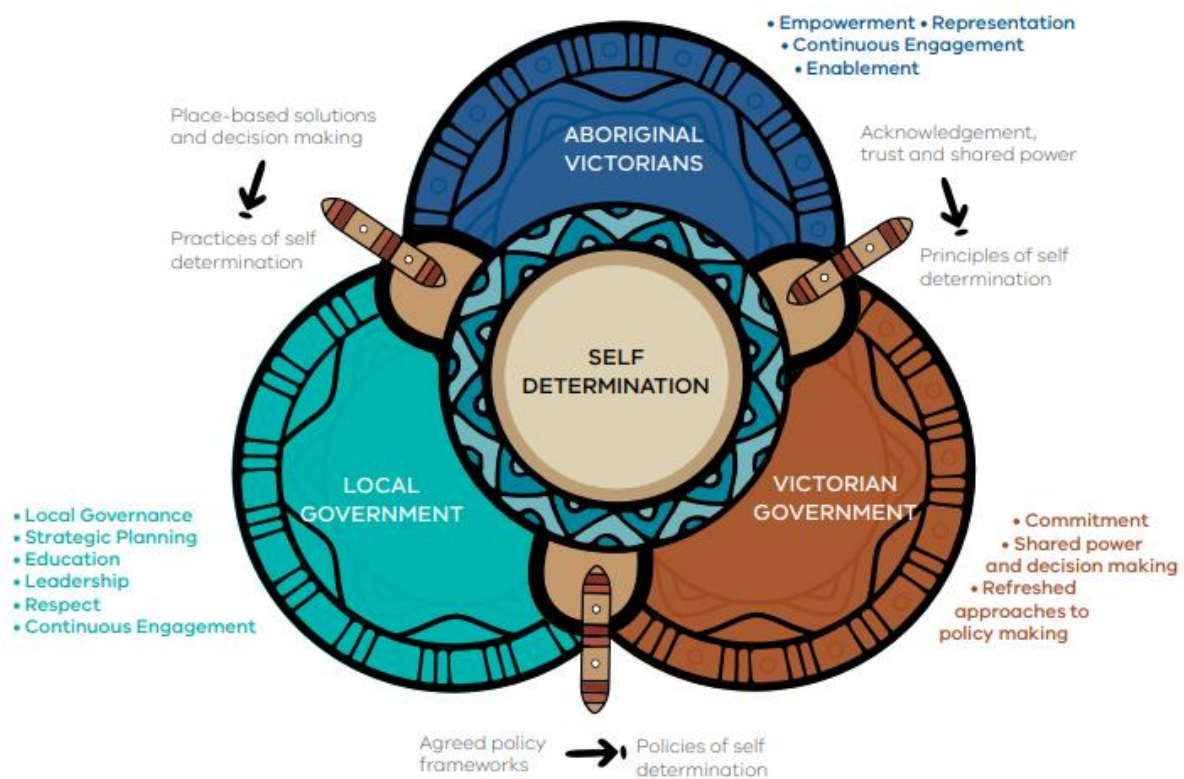 • Empowerment • Representation
• Continuous Engagement
• Enablement
Place-based solutions
and decision making
Acknowledgement,
trust and shared power
ABORIGINAL
VICTORIANS
Practices of self
determination
Principles of self
determination
SELF
DETERMINATION
LOCAL
GOVERNMENT
VICTORIAN
GOVERNMENT
• Local Governance
• Strategic Planning
• Education
• Leadership
• Respect
• Continuous Engagement
• Commitment
• Shared power
and decision making
• Refreshed
approaches to
policy making
Agreed policy
frameworks
Policies of self
determination